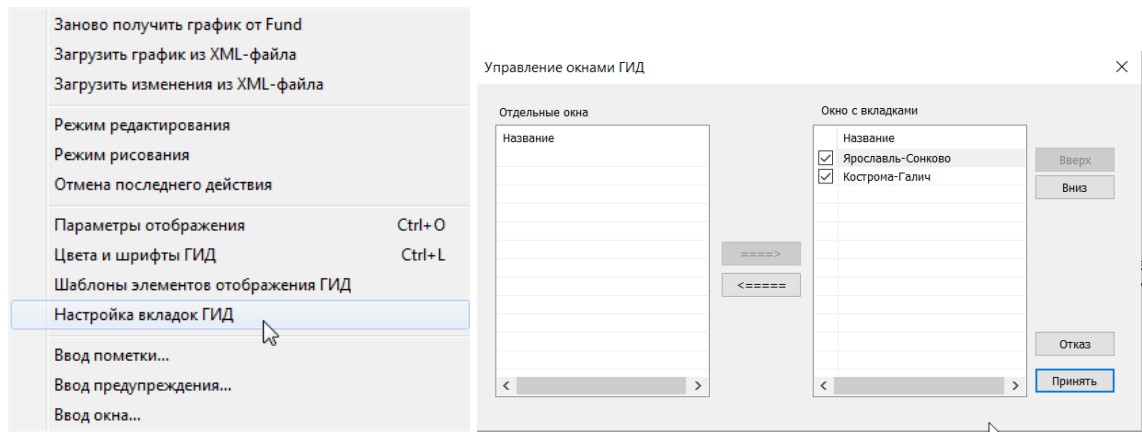 Заново получить график от Fund
Загрузить график из XML-файла
Загрузить изменения из XML-файла
Режим редактирования
Режим рисования
Отмена последнего действия
Параметры отображения Ctrl+O
Цвета и шрифты ГИД Ctrl+L
Шаблоны элементов отображения ГИД
Настройка вкладок ГИД
Ввод пометки...
Ввод предупреждения...
Ввод окна...
Управление окнами ГИД
Отдельные окна
Название
====>
<=====
Окно с вкладками
Название
Ярославль-Сонково
Кострома-Галич
Вверх
Вниз
Отказ
Принять